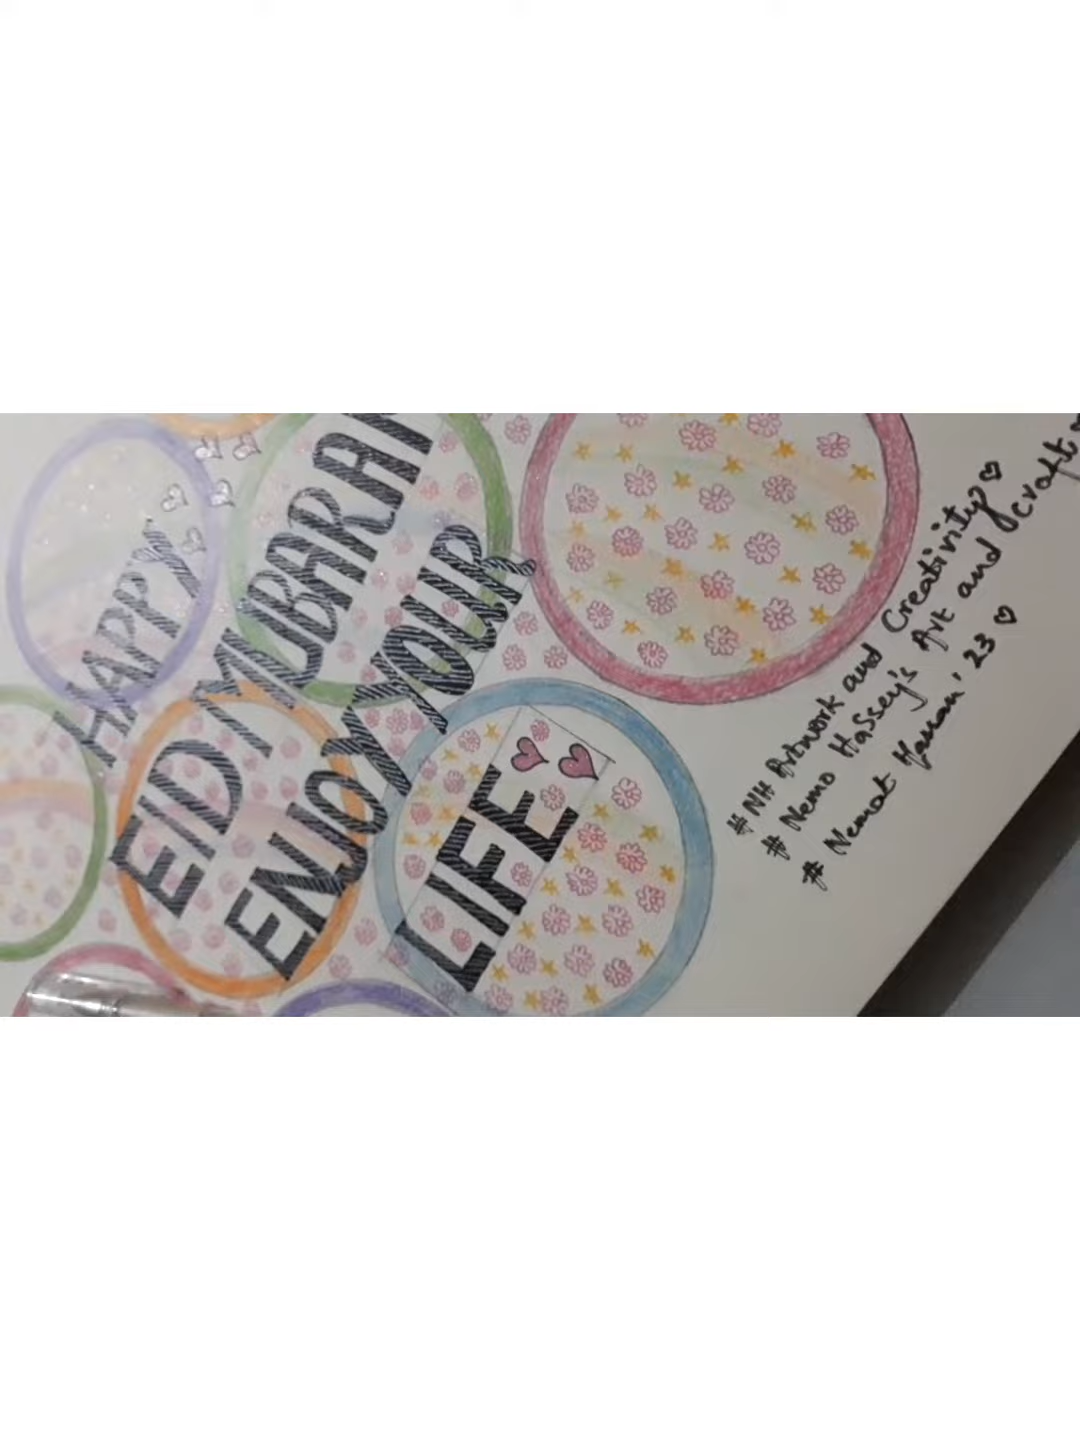 HAPPY
EID MUBARAK
ENJOY YOUR
LIFE
#NH Artwork and Creativity
# Nemo Hassey's Art and Craft
# Nemat Hassan '23